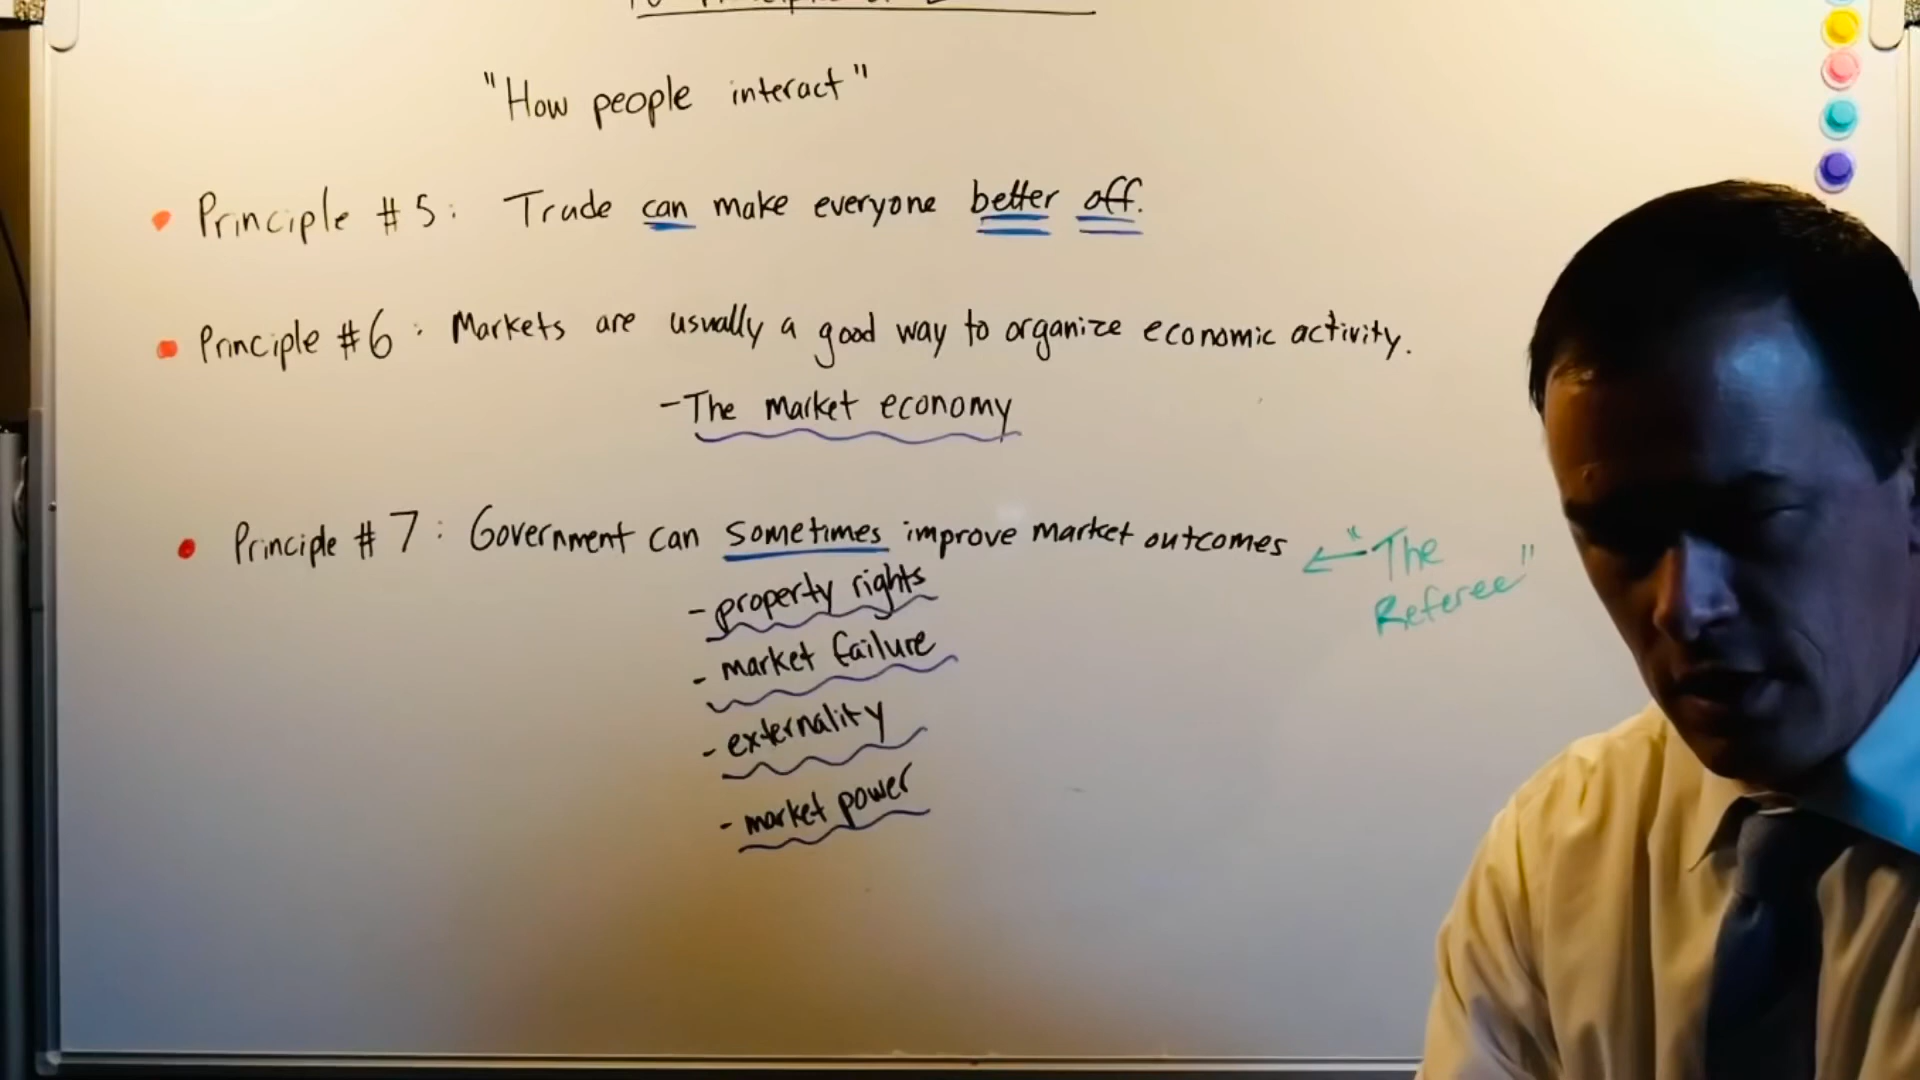 "How people interact"
Principle #5: Trade can make everyone better off.
Principle #6: Markets are usually a good way to organize economic activity.
-The market economy
Principle #7: Government can sometimes improve market outcomes
- property rights
- market failure
- externality
- market power
"The
Referee"